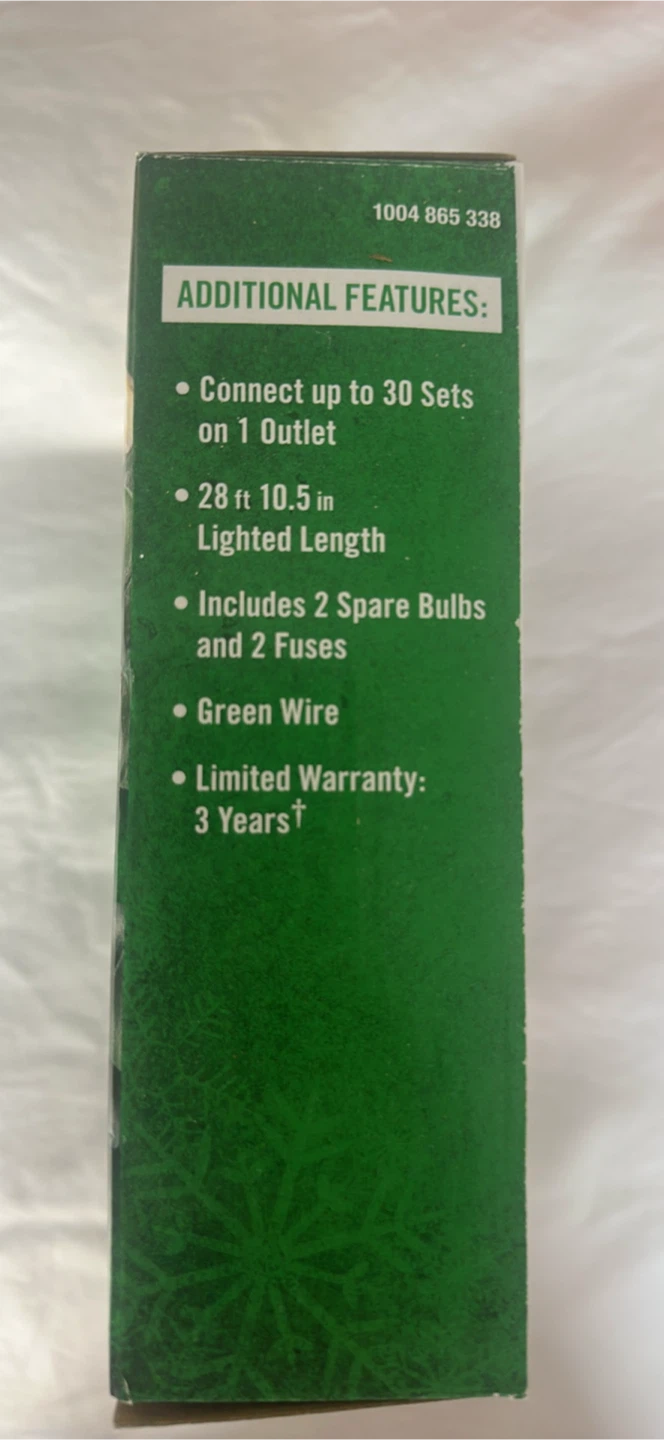 1004 865 338
ADDITIONAL FEATURES:
• Connect up to 30 Sets
on 1 Outlet
• 28 ft 10.5 in
Lighted Length
• Includes 2 Spare Bulbs
and 2 Fuses
• Green Wire
• Limited Warranty:
3 Years†